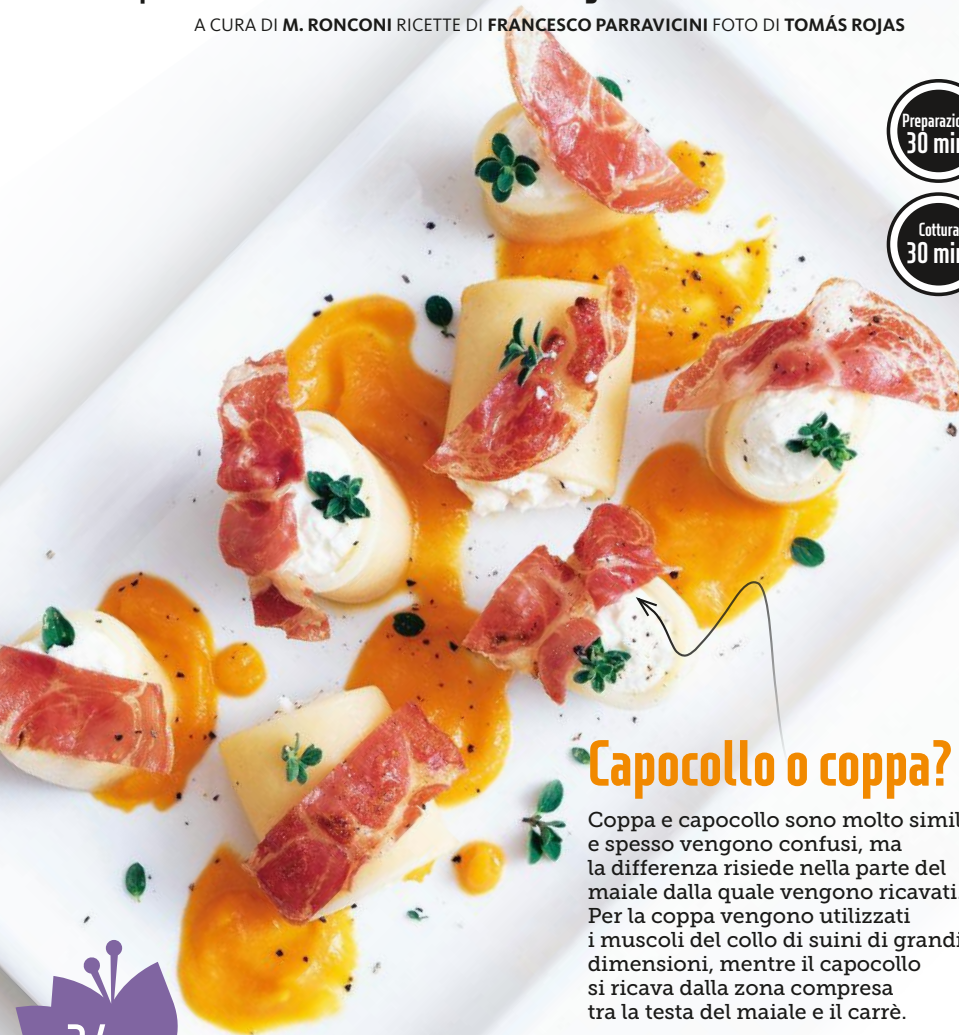 A CURA DI M. RONCONI RICETTE DI FRANCESCO PARRAVICINI FOTO DI TOMÁS ROJAS
30 min
Cottura
30 min
Capocollo o coppa?
Coppa e capocollo sono molto simil
e spesso vengono confusi, ma
la differenza risiede nella parte del
maiale dalla quale vengono ricavati.
Per la coppa vengono utilizzati
i muscoli del collo di suini di grandi
dimensioni, mentre il capocollo
si ricava dalla zona compresa
tra la testa del maiale e il carrè.